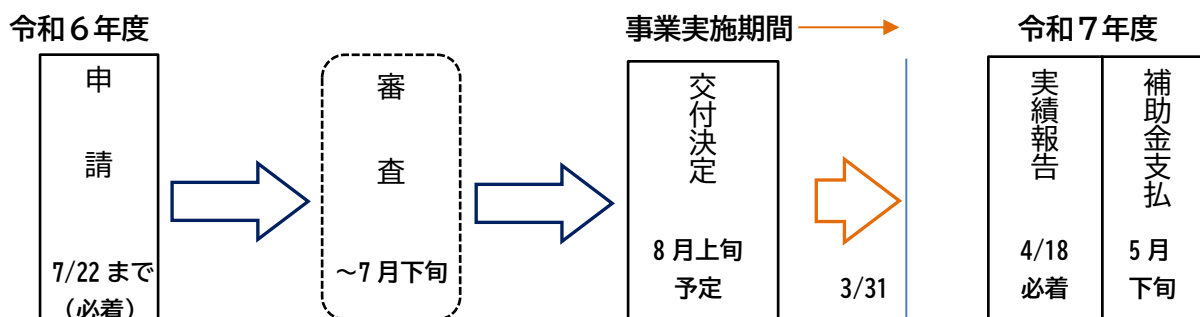 令和６年度
事業実施期間
令和７年度
申請
7/22 まで
（必着）
審査
～7 月下旬
交付決定
8 月上旬
予定
3/31
実績報告
4/18
必着
補助金支払
5 月
下旬